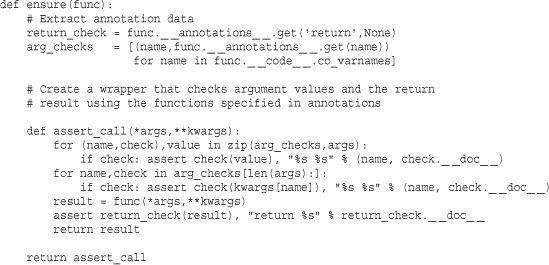 def ensure(func):
    # Extract annotation data
    return_check = func.__annotations__.get('return',None)
    arg_checks   = [(name,func.__annotations__.get(name))
                    for name in func.__code__.co_varnames]

    # Create a wrapper that checks argument values and the return
    # result using the functions specified in annotations

    def assert_call(*args,**kwargs):
        for (name,check),value in zip(arg_checks,args):
            if check: assert check(value), "%s %s" % (name, check.__doc__)
        for name,check in arg_checks[len(args):]:
            if check: assert check(kwargs[name]), "%s %s" % (name, check.__doc__)
        result = func(*args,**kwargs)
        assert return_check(result), "return %s" % return_check.__doc__
        return result

    return assert_call